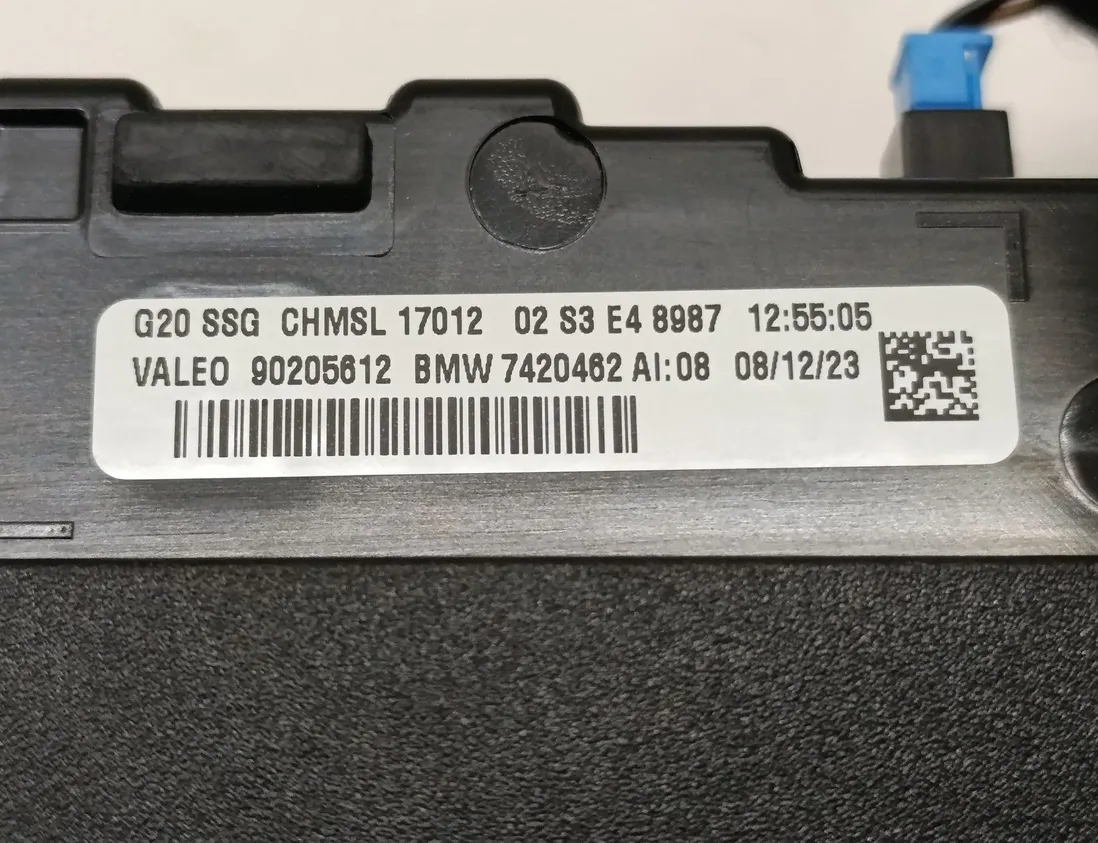 G20 SSG CHMSL 17012 02 S3 E4 8987 12:55:05
VALEO 90205612 BMW 7420462 AI:08 08/12/23